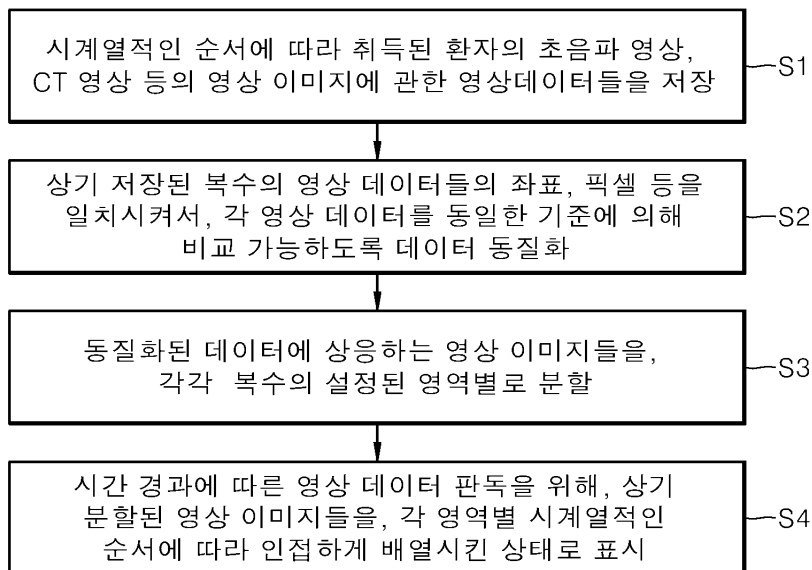 시계열적인 순서에 따라 취득된 환자의 초음파 영상,
CT 영상 등의 영상 이미지에 관한 영상데이터들을 저장
S1
상기 저장된 복수의 영상 데이터들의 좌표, 픽셀 등을
일치시켜서, 각 영상 데이터를 동일한 기준에 의해
비교 가능하도록 데이터 동질화
S2
동질화된 데이터에 상응하는 영상 이미지들을,
각각 복수의 설정된 영역별로 분할
S3
시간 경과에 따른 영상 데이터 판독을 위해, 상기
분할된 영상 이미지들을, 각 영역별 시계열적인
순서에 따라 인접하게 배열시킨 상태로 표시
S4